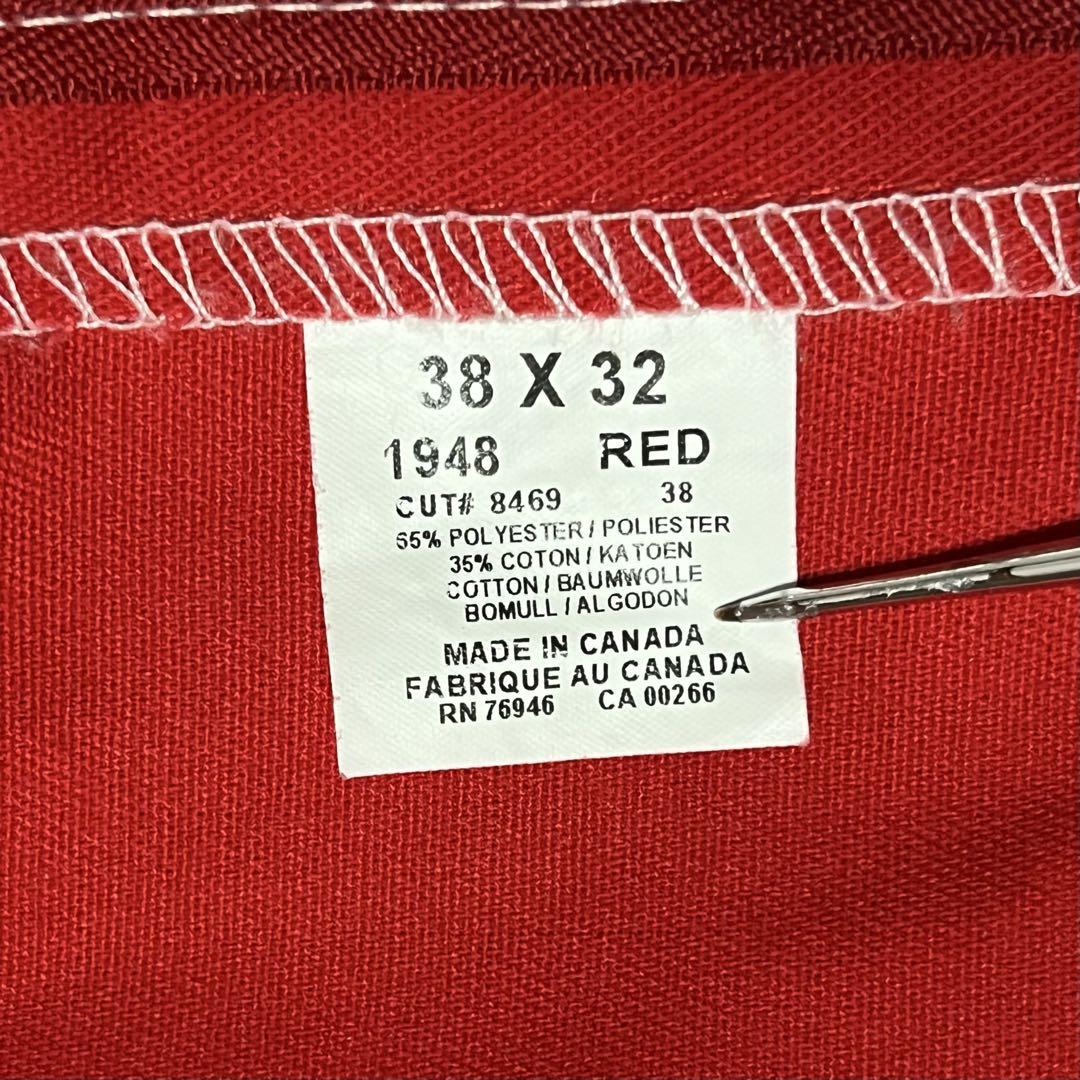 38 X 32
1948 RED
CUT# 8469 38
65% POLYESTER / POLIESTER
35% COTON / KATOEN
COTTON / BAUMWOLLE
BOMULL / ALGODON
MADE IN CANADA
FABRIQUE AU CANADA
RN 76946 CA 00266